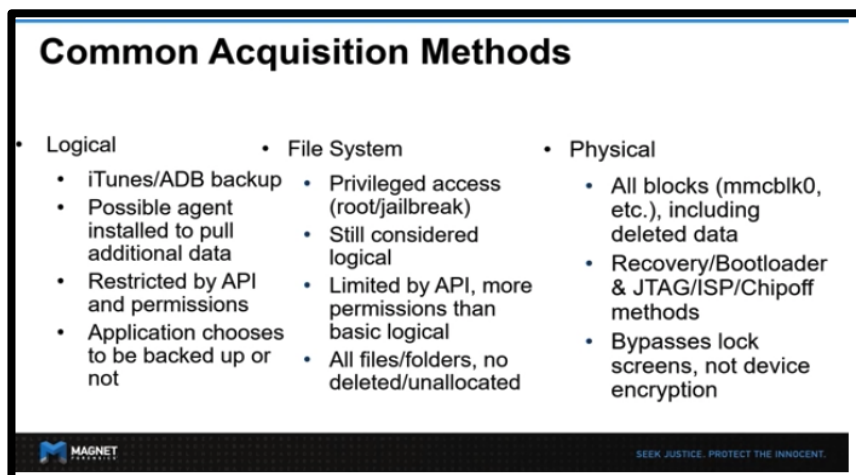 Common Acquisition Methods
• Logical
• iTunes/ADB backup
• Possible agent
installed to pull
additional data
• Restricted by API
and permissions
• Application chooses
to be backed up or
not
• File System
• Privileged access
(root/jailbreak)
• Still considered
logical
• Limited by API, more
permissions than
basic logical
• All files/folders, no
deleted/unallocated
• Physical
• All blocks (mmcblk0,
etc.), including
deleted data
• Recovery/Bootloader
& JTAG/ISP/Chipoff
methods
• Bypasses lock
screens, not device
encryption
MAGNET
FORENSICS
SEEK JUSTICE. PROTECT THE INNOCENT.